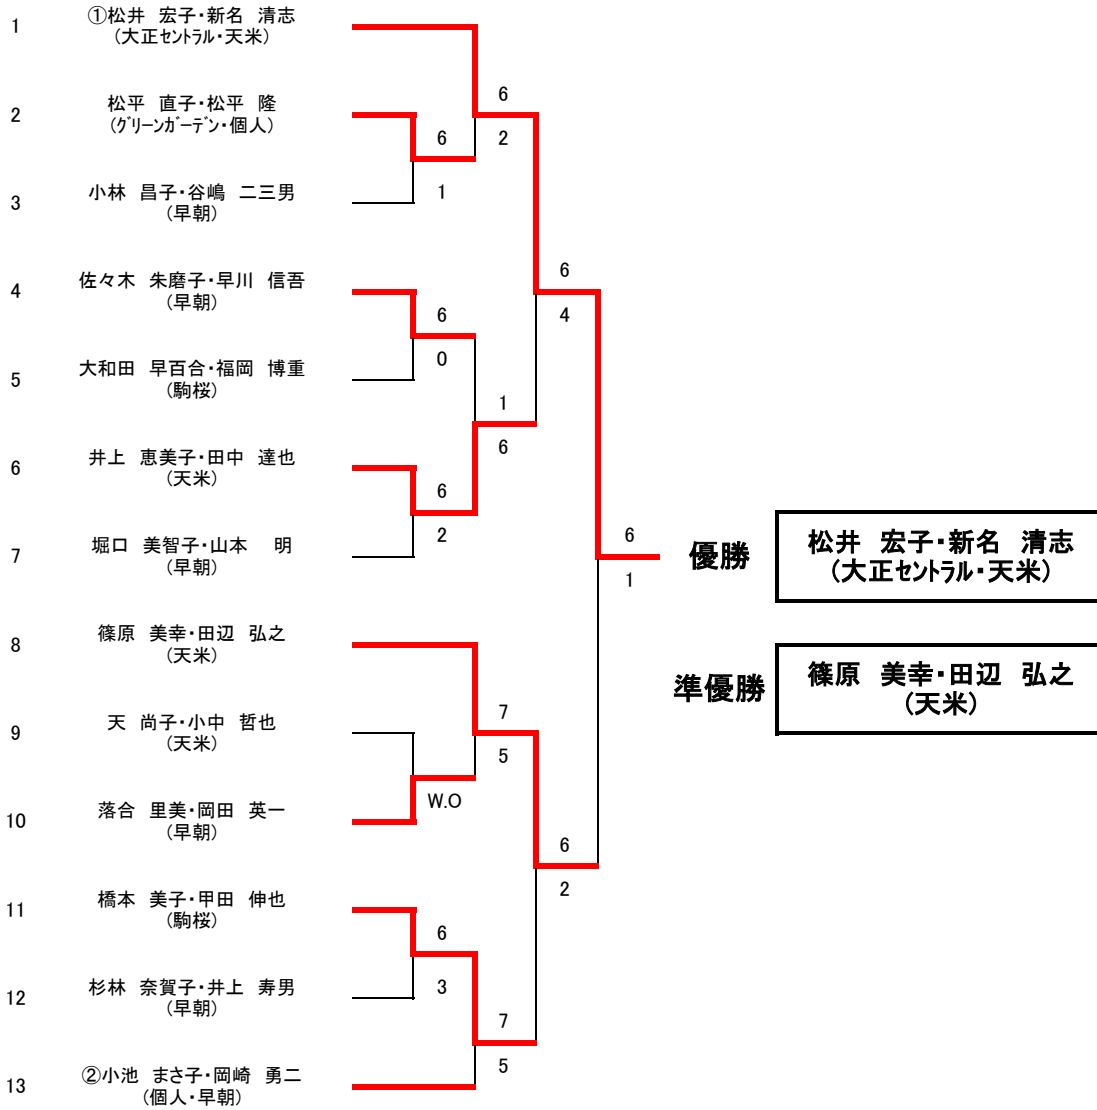 1
①松井 宏子・新名 清志
(大正セントラル・天米)
2
松平 直子・松平 隆
(グリーンガーデン・個人)
3
小林 昌子・谷嶋 二三男
(早朝)
4
佐々木 朱磨子・早川 信吾
(早朝)
5
大和田 早百合・福岡 博重
(駒桜)
6
井上 恵美子・田中 達也
(天米)
7
堀口 美智子・山本 明
(早朝)
8
篠原 美幸・田辺 弘之
(天米)
9
天 尚子・小中 哲也
(天米)
10
落合 里美・岡田 英一
(早朝)
11
橋本 美子・甲田 伸也
(駒桜)
12
杉林 奈賀子・井上 寿男
(早朝)
13
②小池 まさ子・岡崎 勇二
(個人・早朝)
6
1
6
0
6
2
W.O
6
3
6
2
1
6
7
5
7
5
6
4
6
2
6
1
優勝
松井 宏子・新名 清志
(大正セントラル・天米)
準優勝
篠原 美幸・田辺 弘之
(天米)